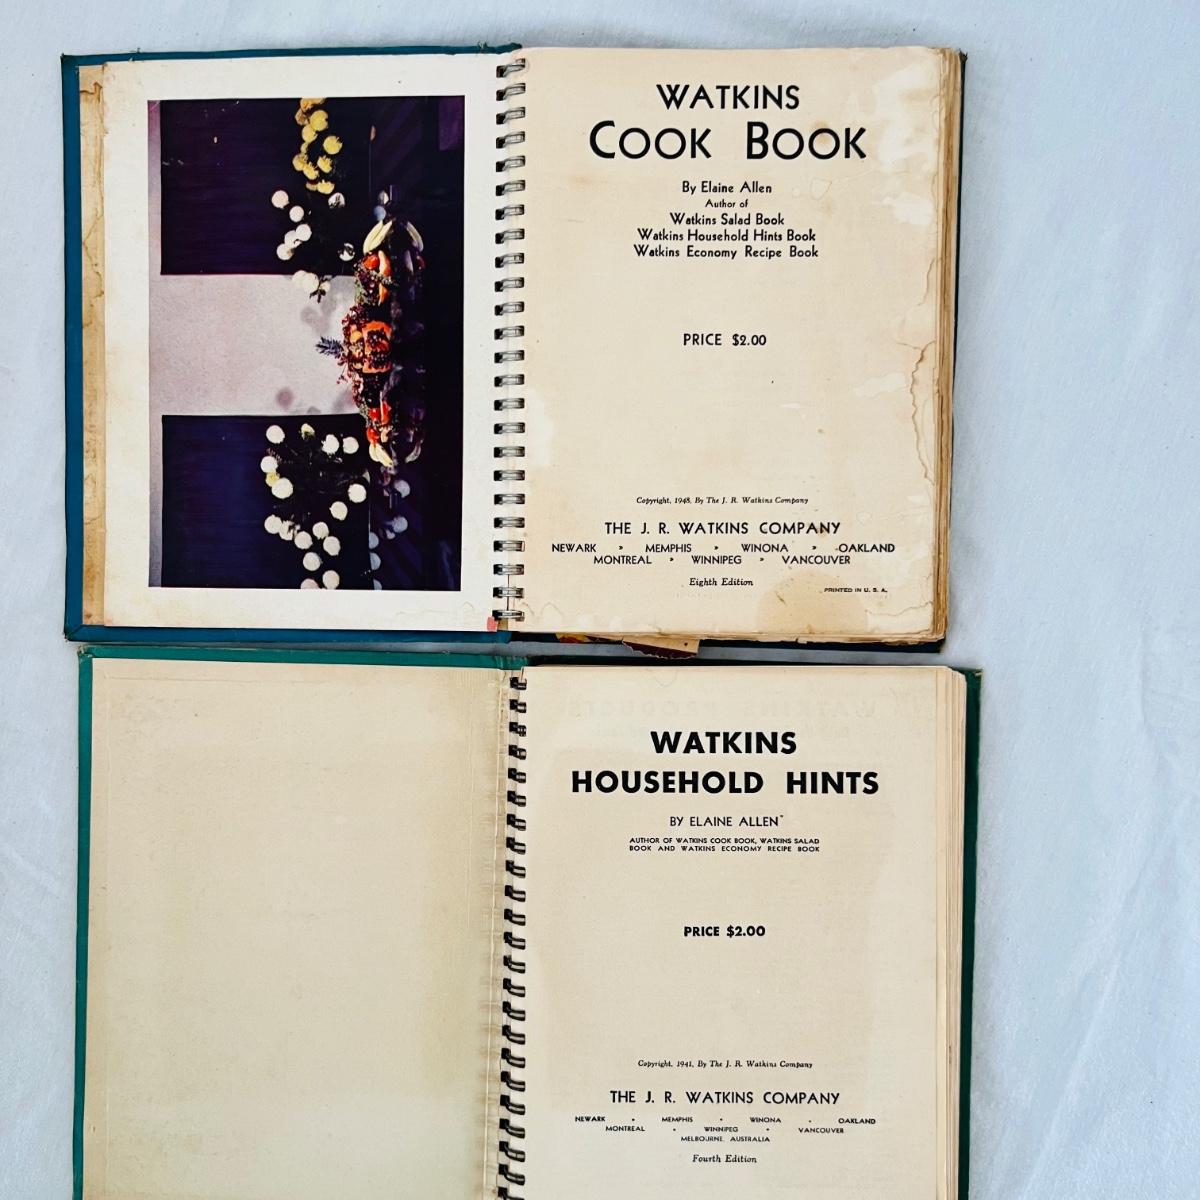 WATKINS
COOK BOOK
By Elaine Allen
Author of
Watkins Salad Book
Watkins Household Hints Book
Watkins Economy Recipe Book
PRICE $2.00
Copyright, 1948, By The J. R. Watkins Company
THE J. R. WATKINS COMPANY
NEWARK » MEMPHIS » WINONA » OAKLAND
MONTREAL » WINNIPEG » VANCOUVER
Eighth Edition
PRINTED IN U. S. A.
WATKINS
HOUSEHOLD HINTS
BY ELAINE ALLEN
AUTHOR OF WATKINS COOK BOOK, WATKINS SALAD
BOOK AND WATKINS ECONOMY RECIPE BOOK
PRICE $2.00
Copyright, 1941, By The J. R. Watkins Company
THE J. R. WATKINS COMPANY
NEWARK • MEMPHIS • WINONA • OAKLAND
MONTREAL • WINNIPEG • VANCOUVER
MELBOURNE, AUSTRALIA
Fourth Edition